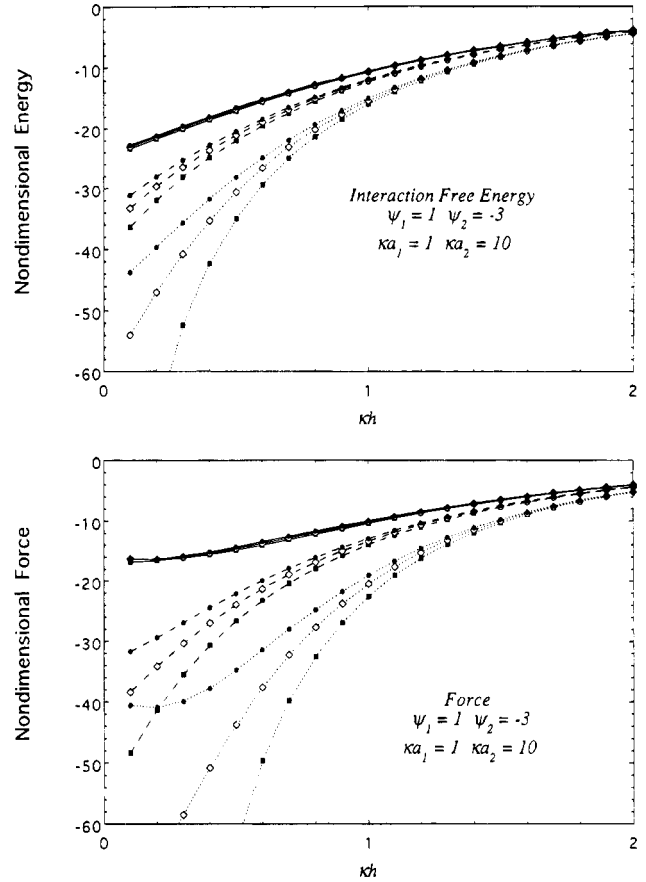 0
-10
-20
-30
-40
-50
-60
Nondimensional Energy
Interaction Free Energy
ψ₁ = 1 ψ₂ = -3
κa₁ = 1 κa₂ = 10
0 1 2
κh
0
-10
-20
-30
-40
-50
-60
Nondimensional Force
Force
ψ₁ = 1 ψ₂ = -3
κa₁ = 1 κa₂ = 10
0 1 2
κh